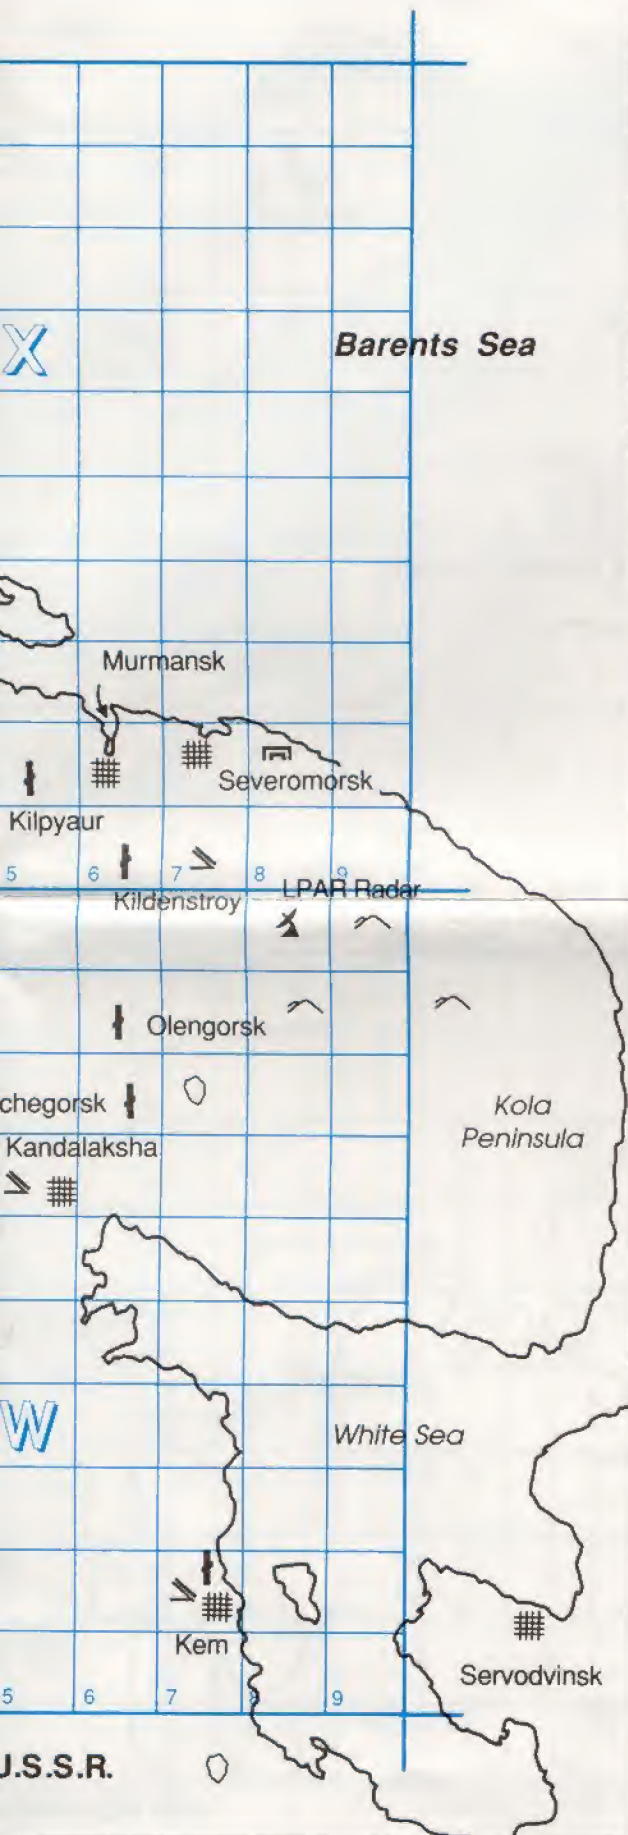 X
Barents Sea
Murmansk
Severomorsk
Kilpyaur
5 6 7 8 9
LPAR Radar
Kildenstroy
Olengorsk
chegorsk
Kola
Peninsula
Kandalaksha
W
White Sea
Kem
Servodvinsk
5 6 7 8 9
U.S.S.R.